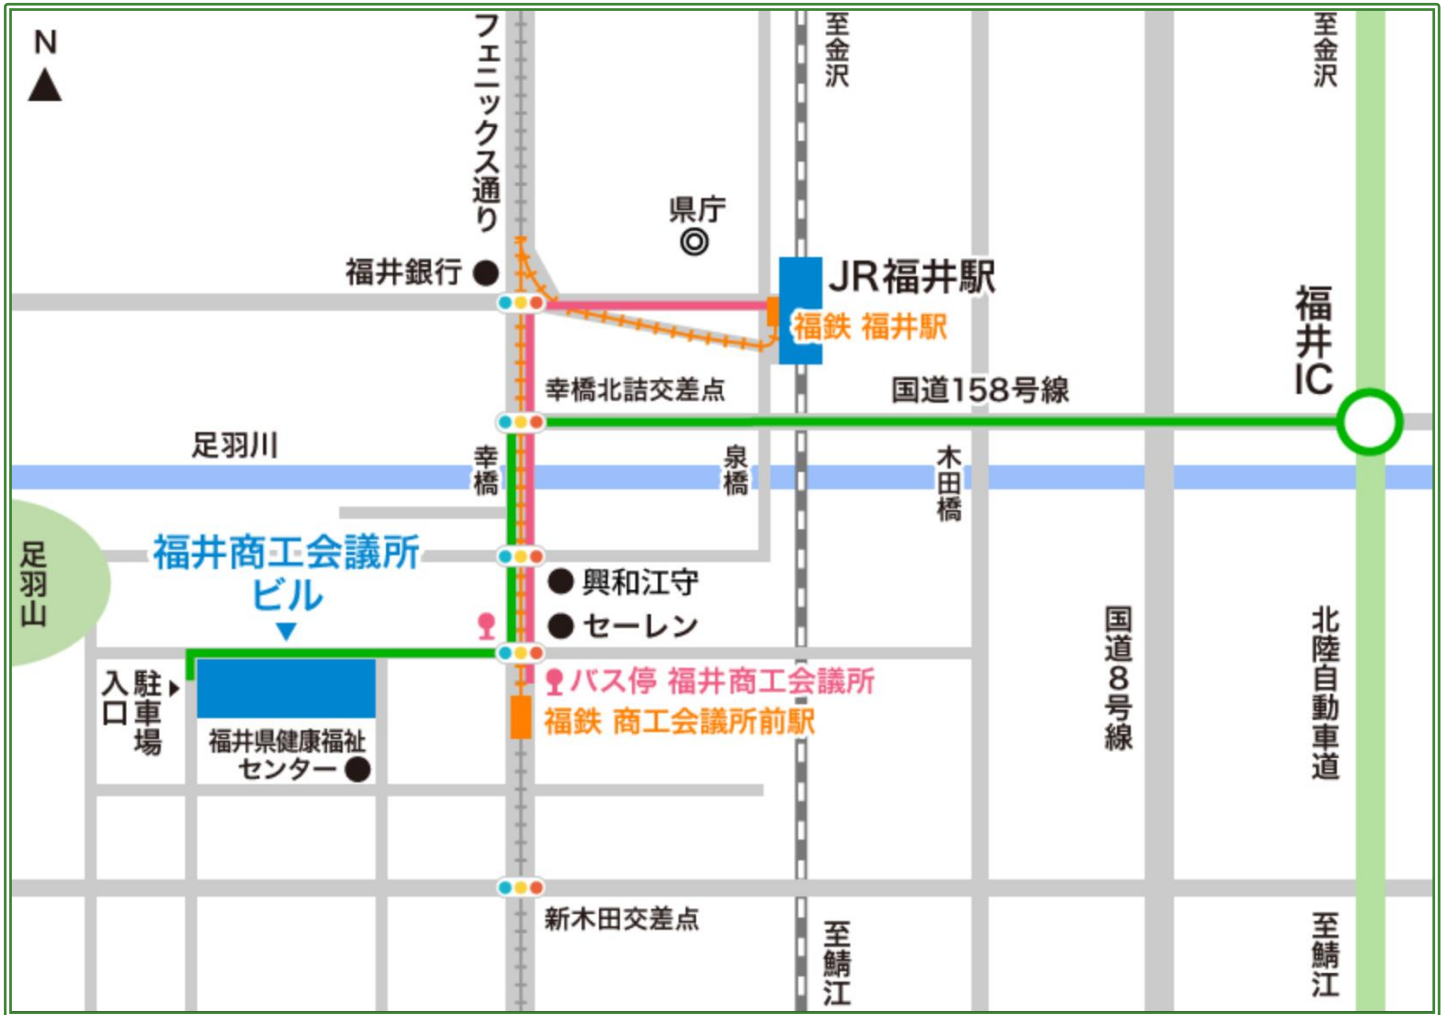 N
フェニックス通り
至金沢
至金沢
県庁
福井銀行
JR福井駅
福鉄 福井駅
福井IC
幸橋北詰交差点
国道158号線
足羽川
幸橋
泉橋
木田橋
足羽山
福井商工会議所
ビル
興和江守
セーレン
国道8号線
北陸自動車道
駐車場
入口
バス停 福井商工会議所
福鉄 商工会議所前駅
福井県健康福祉
センター
新木田交差点
至鯖江
至鯖江